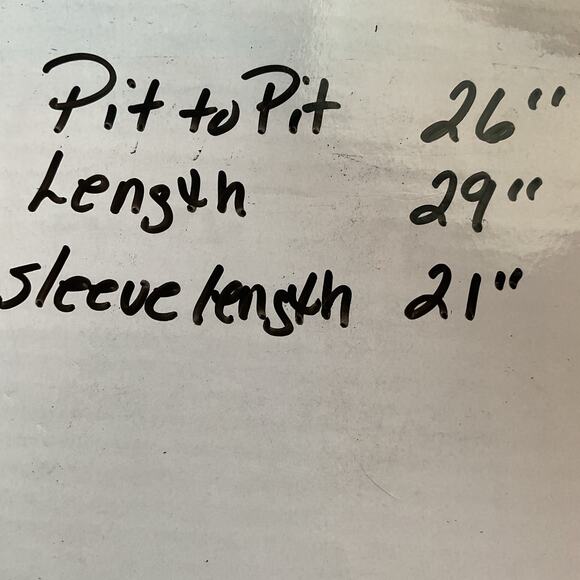 Pit to Pit 26"
Length 29"
sleeve length 21"